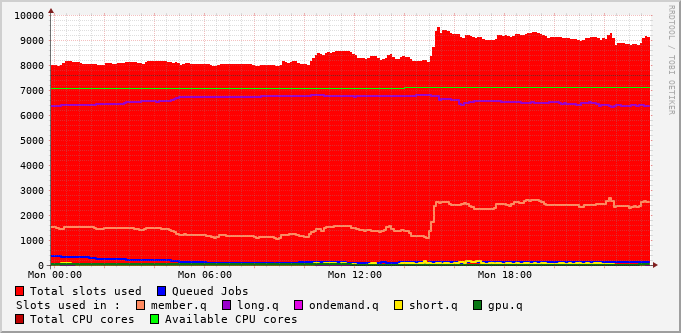 10000
9000
8000
7000
6000
5000
4000
3000
2000
1000
0
Mon 00:00 Mon 06:00 Mon 12:00 Mon 18:00
Total slots used Queued Jobs
Slots used in : member.q long.q ondemand.q short.q gpu.q
Total CPU cores Available CPU cores
RRDTOOL / TOBI OETIKER